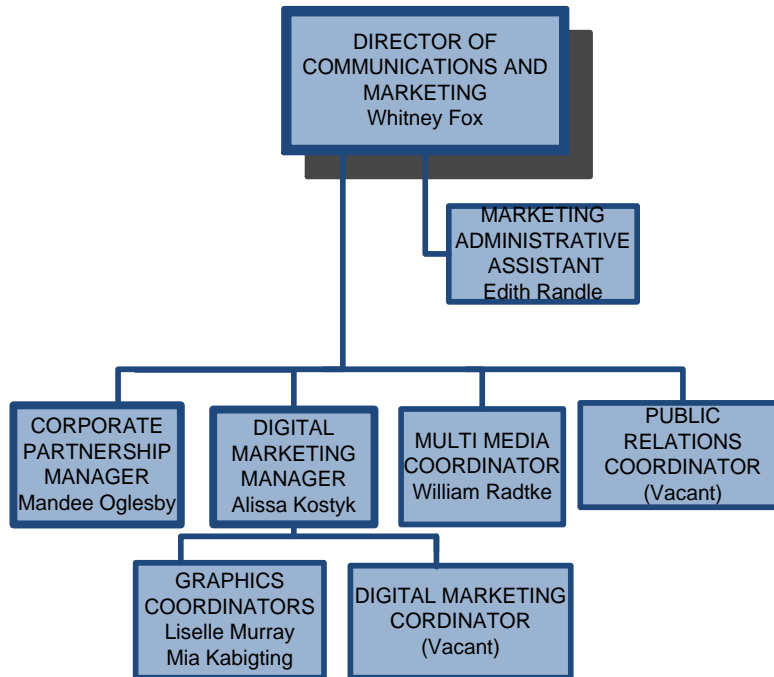 DIRECTOR OF
COMMUNICATIONS AND
MARKETING
Whitney Fox
MARKETING
ADMINISTRATIVE
ASSISTANT
Edith Randle
CORPORATE
PARTNERSHIP
MANAGER
Mandee Oglesby
DIGITAL
MARKETING
MANAGER
Alissa Kostyk
MULTI MEDIA
COORDINATOR
William Radtke
PUBLIC
RELATIONS
COORDINATOR
(Vacant)
GRAPHICS
COORDINATORS
Liselle Murray
Mia Kabigting
DIGITAL MARKETING
CORDINATOR
(Vacant)